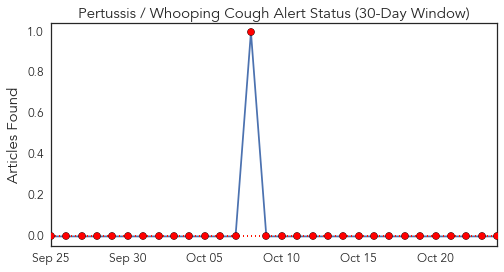 Pertussis / Whooping Cough Alert Status (30-Day Window)
Articles Found
1.0
0.8
0.6
0.4
0.2
0.0
Sep 25 Sep 30 Oct 05 Oct 10 Oct 15 Oct 20